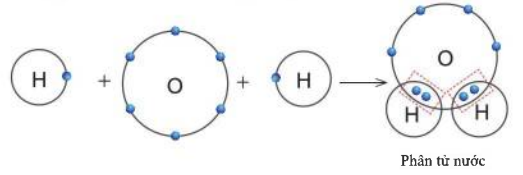 H + O + H
O
H H
Phân tử nước